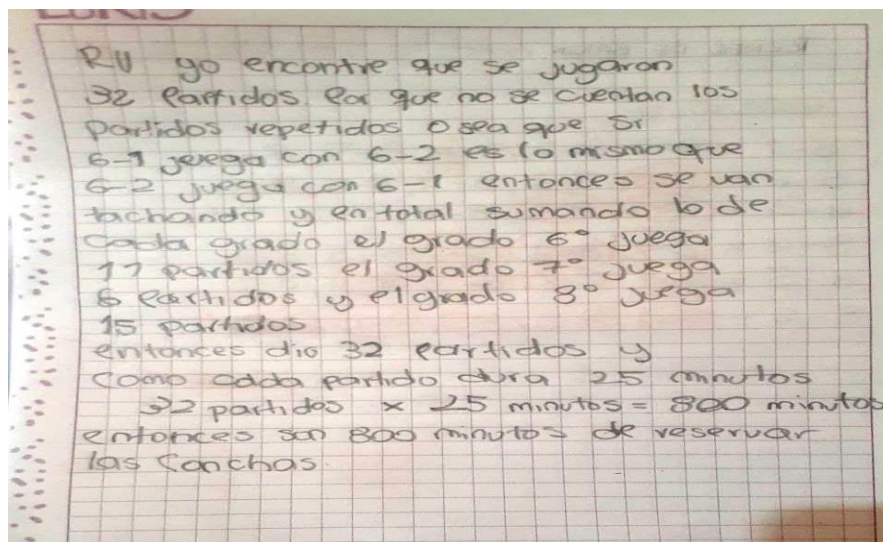 RU yo encontre que se jugaron
32 Partidos Por que no se cuentan los
partidos repetidos o sea que si
6-1 juega con 6-2 es lo mismo que
6-2 juega con 6-1 entonces se van
tachando y en total sumando lo de
cada grado el grado 6° juega
11 partidos el grado 7° juega
6 partidos y el grado 8° juega
15 partidos
entonces dio 32 partidos y
como cada partido dura 25 minutos
32 partidos x 25 minutos = 800 minutos
entonces son 800 minutos de reservar
las canchas.